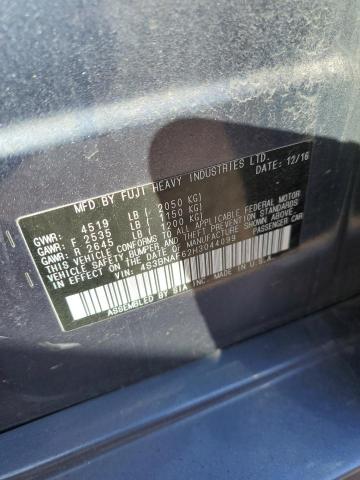 MFD BY FUJI HEAVY INDUSTRIES LTD.
DATE: 12/16
GVWR: 4519 LB ( 2050 KG)
GAWR: F 2535 LB ( 1150 KG)
GAWR: R 2645 LB ( 1200 KG)
THIS VEHICLE CONFORMS TO ALL APPLICABLE FEDERAL MOTOR
VEHICLE SAFETY, BUMPER AND THEFT PREVENTION STANDARDS
IN EFFECT ON THE DATE OF MANUFACTURE SHOWN ABOVE.
VIN: 4S3BNAF62H3044099 PASSENGER CAR
ASSEMBLED BY SIA, INC., MADE IN U.S.A.